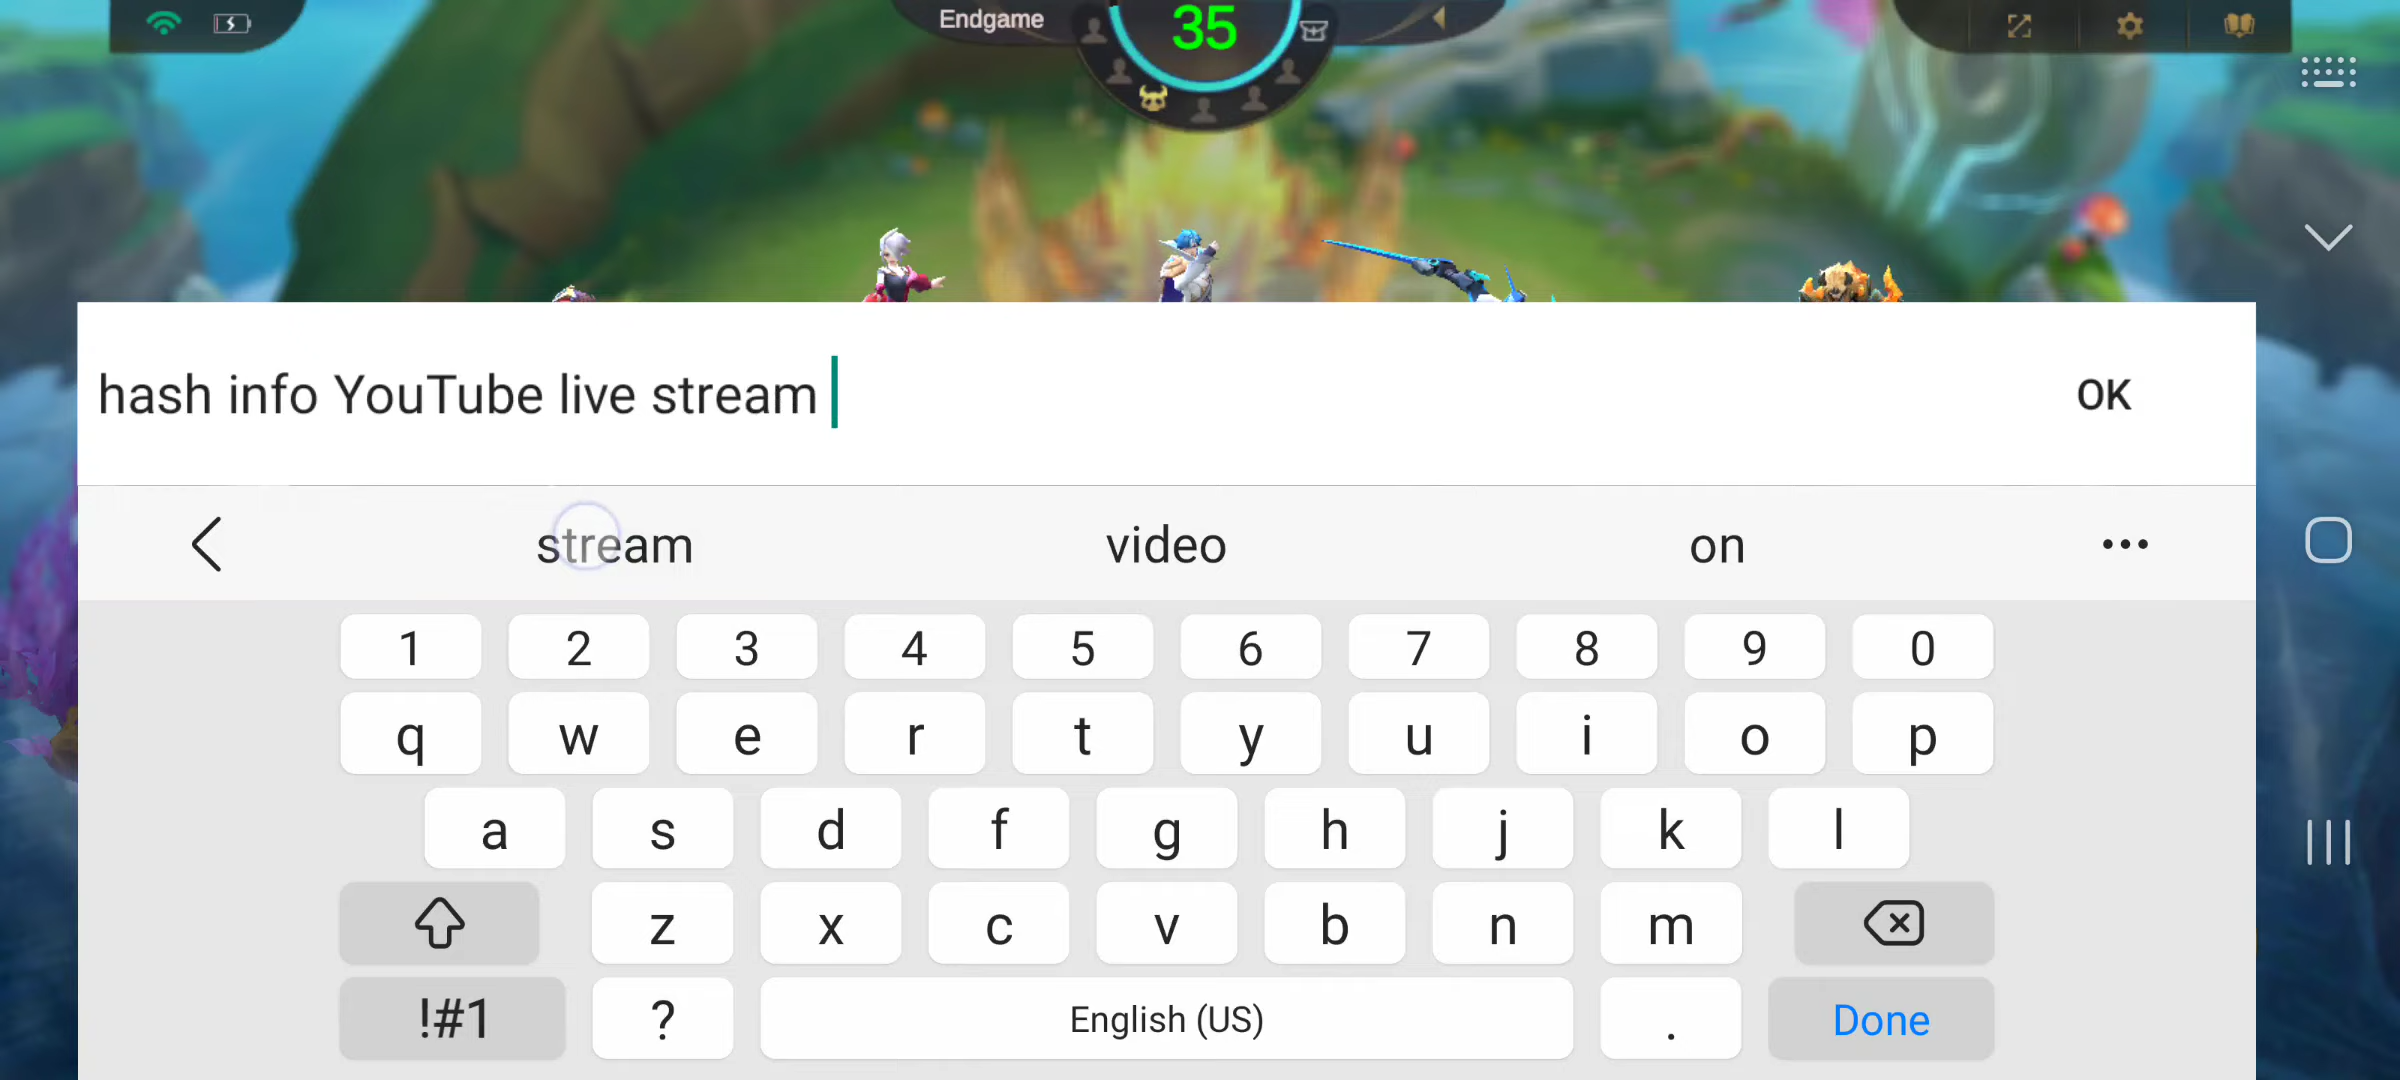 Endgame
35
hash info YouTube live stream
OK
stream video on
1 2 3 4 5 6 7 8 9 0
q w e r t y u i o p
a s d f g h j k l
z x c v b n m
!#1 ? English (US) . Done